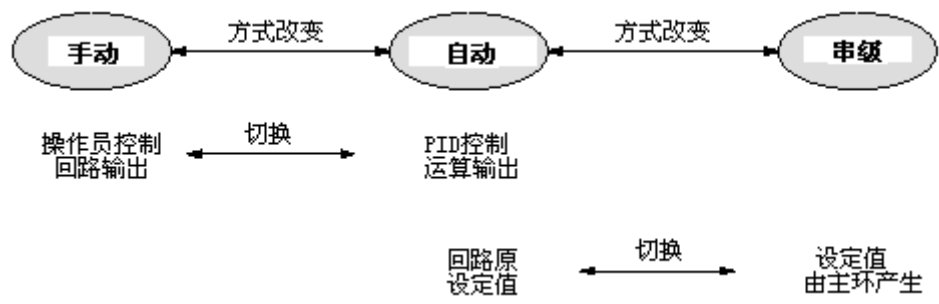 方式改变 方式改变
手动 自动 串级
操作员控制 切换 PID控制
回路输出 运算输出
回路原 切换 设定值
设定值 由主环产生